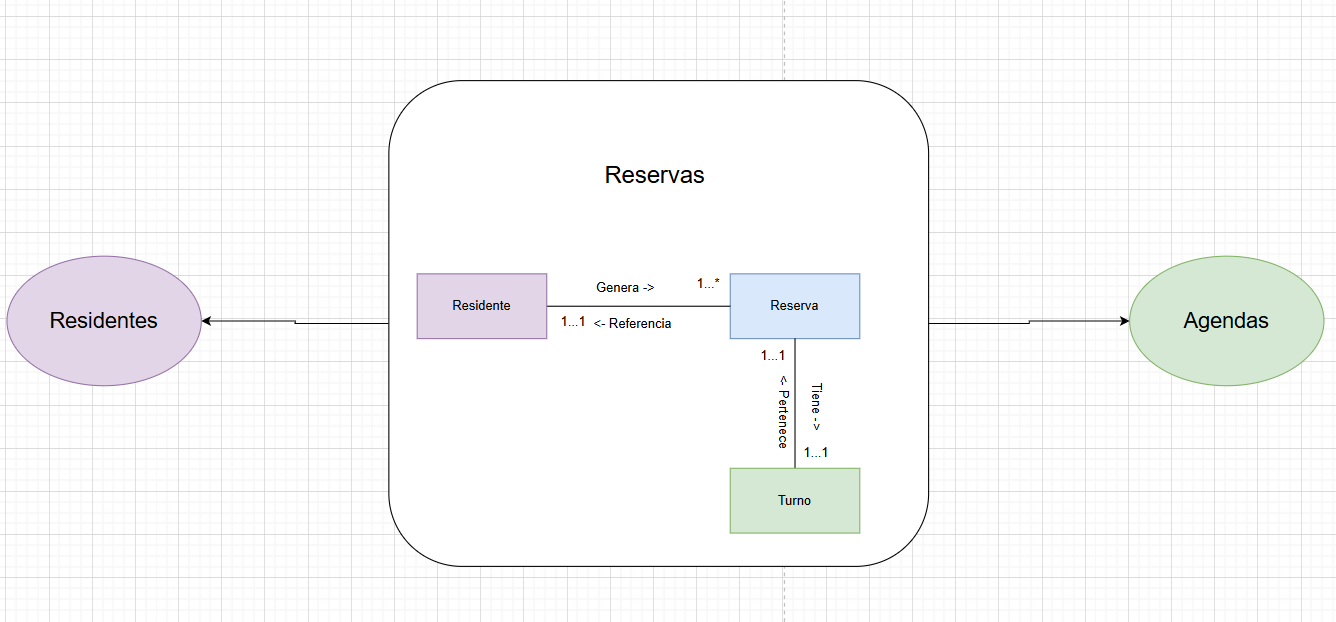 Reservas
Genera ->
1...*
Residente
Reserva
1...1
<- Referencia
Residentes
Agendas
1...1
<- Pertenece
Tiene ->
1...1
Turno